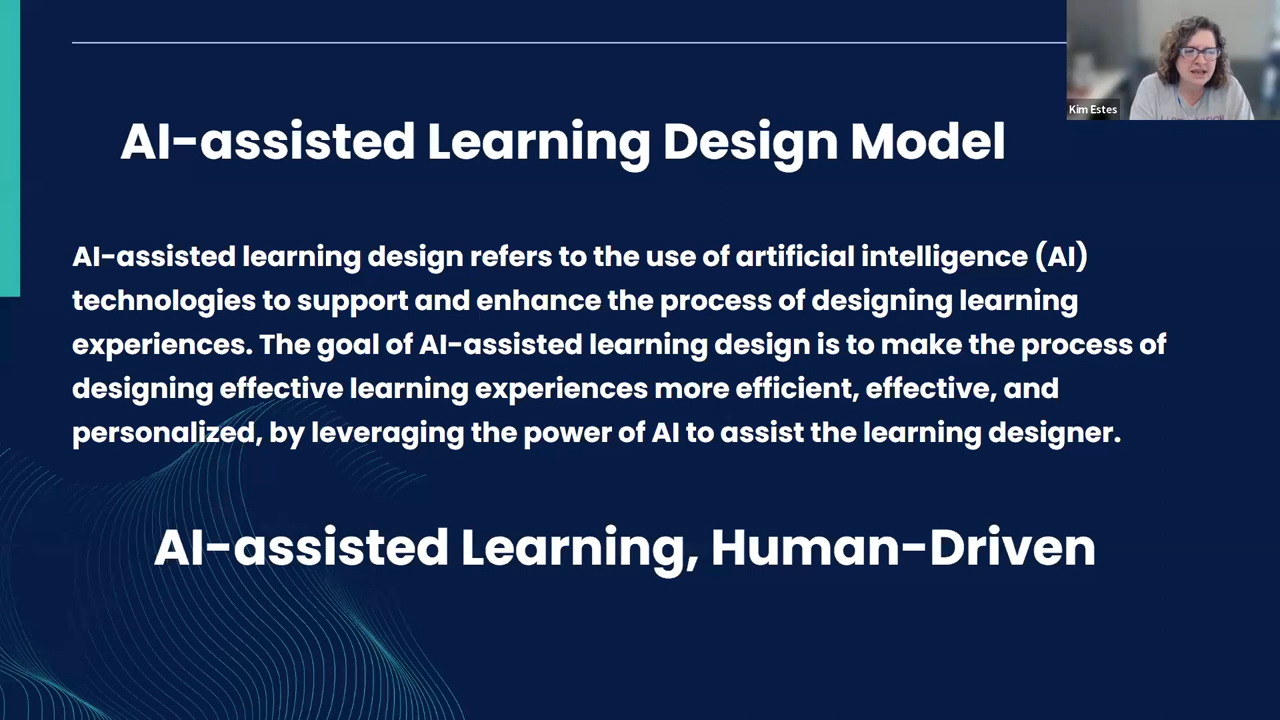 AI-assisted Learning Design Model
Kim Estes
AI-assisted learning design refers to the use of artificial intelligence (AI)
technologies to support and enhance the process of designing learning
experiences. The goal of AI-assisted learning design is to make the process of
designing effective learning experiences more efficient, effective, and
personalized, by leveraging the power of AI to assist the learning designer.
AI-assisted Learning, Human-Driven